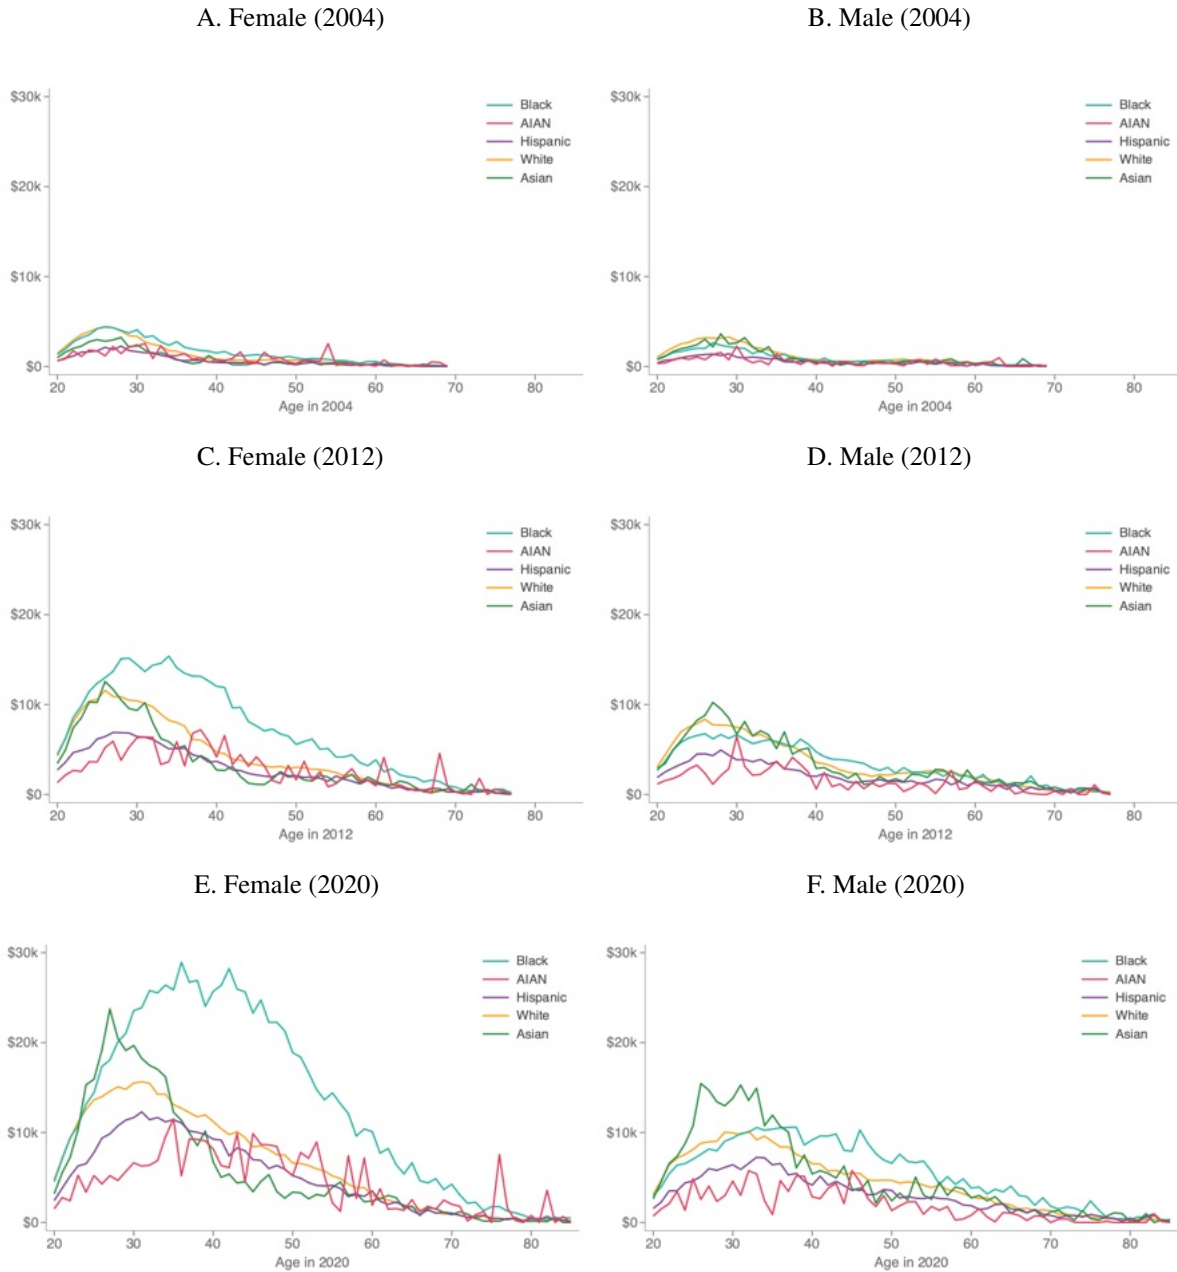 A. Female (2004)
$30k
$20k
$10k
$0
20 30 40 50 60 70 80
Age in 2004
Black
AIAN
Hispanic
White
Asian
B. Male (2004)
$30k
$20k
$10k
$0
20 30 40 50 60 70 80
Age in 2004
Black
AIAN
Hispanic
White
Asian
C. Female (2012)
$30k
$20k
$10k
$0
20 30 40 50 60 70 80
Age in 2012
Black
AIAN
Hispanic
White
Asian
D. Male (2012)
$30k
$20k
$10k
$0
20 30 40 50 60 70 80
Age in 2012
Black
AIAN
Hispanic
White
Asian
E. Female (2020)
$30k
$20k
$10k
$0
20 30 40 50 60 70 80
Age in 2020
Black
AIAN
Hispanic
White
Asian
F. Male (2020)
$30k
$20k
$10k
$0
20 30 40 50 60 70 80
Age in 2020
Black
AIAN
Hispanic
White
Asian